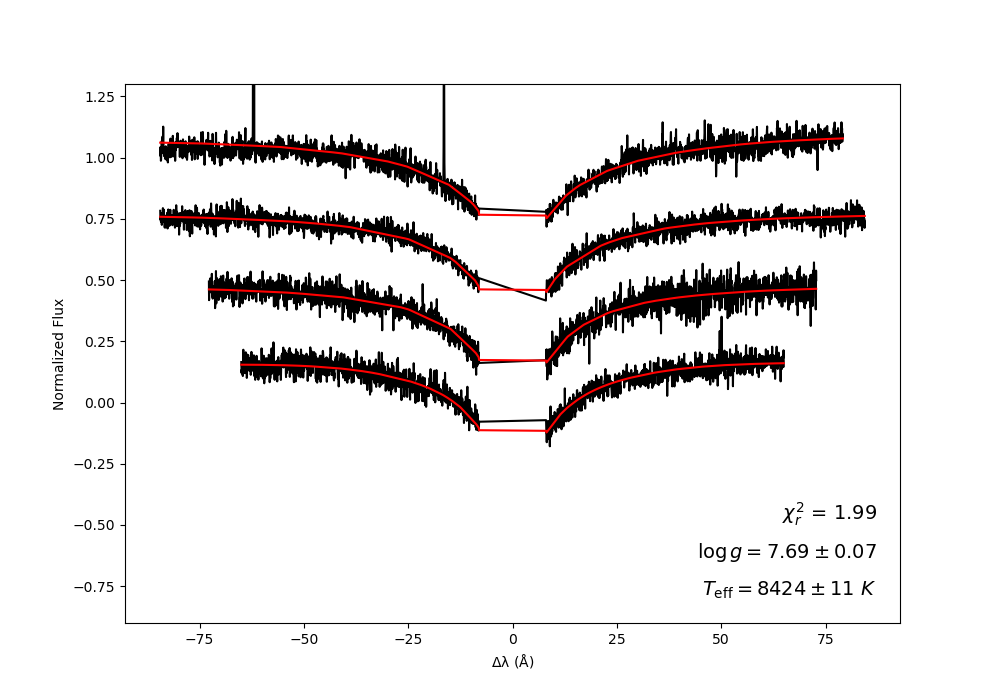 1.25
1.00
0.75
0.50
0.25
0.00
−0.25
−0.50
−0.75
Normalized Flux
χ²ᵣ = 1.99
log g = 7.69 ± 0.07
T_eff = 8424 ± 11 K
−75 −50 −25 0 25 50 75
Δλ (Å)